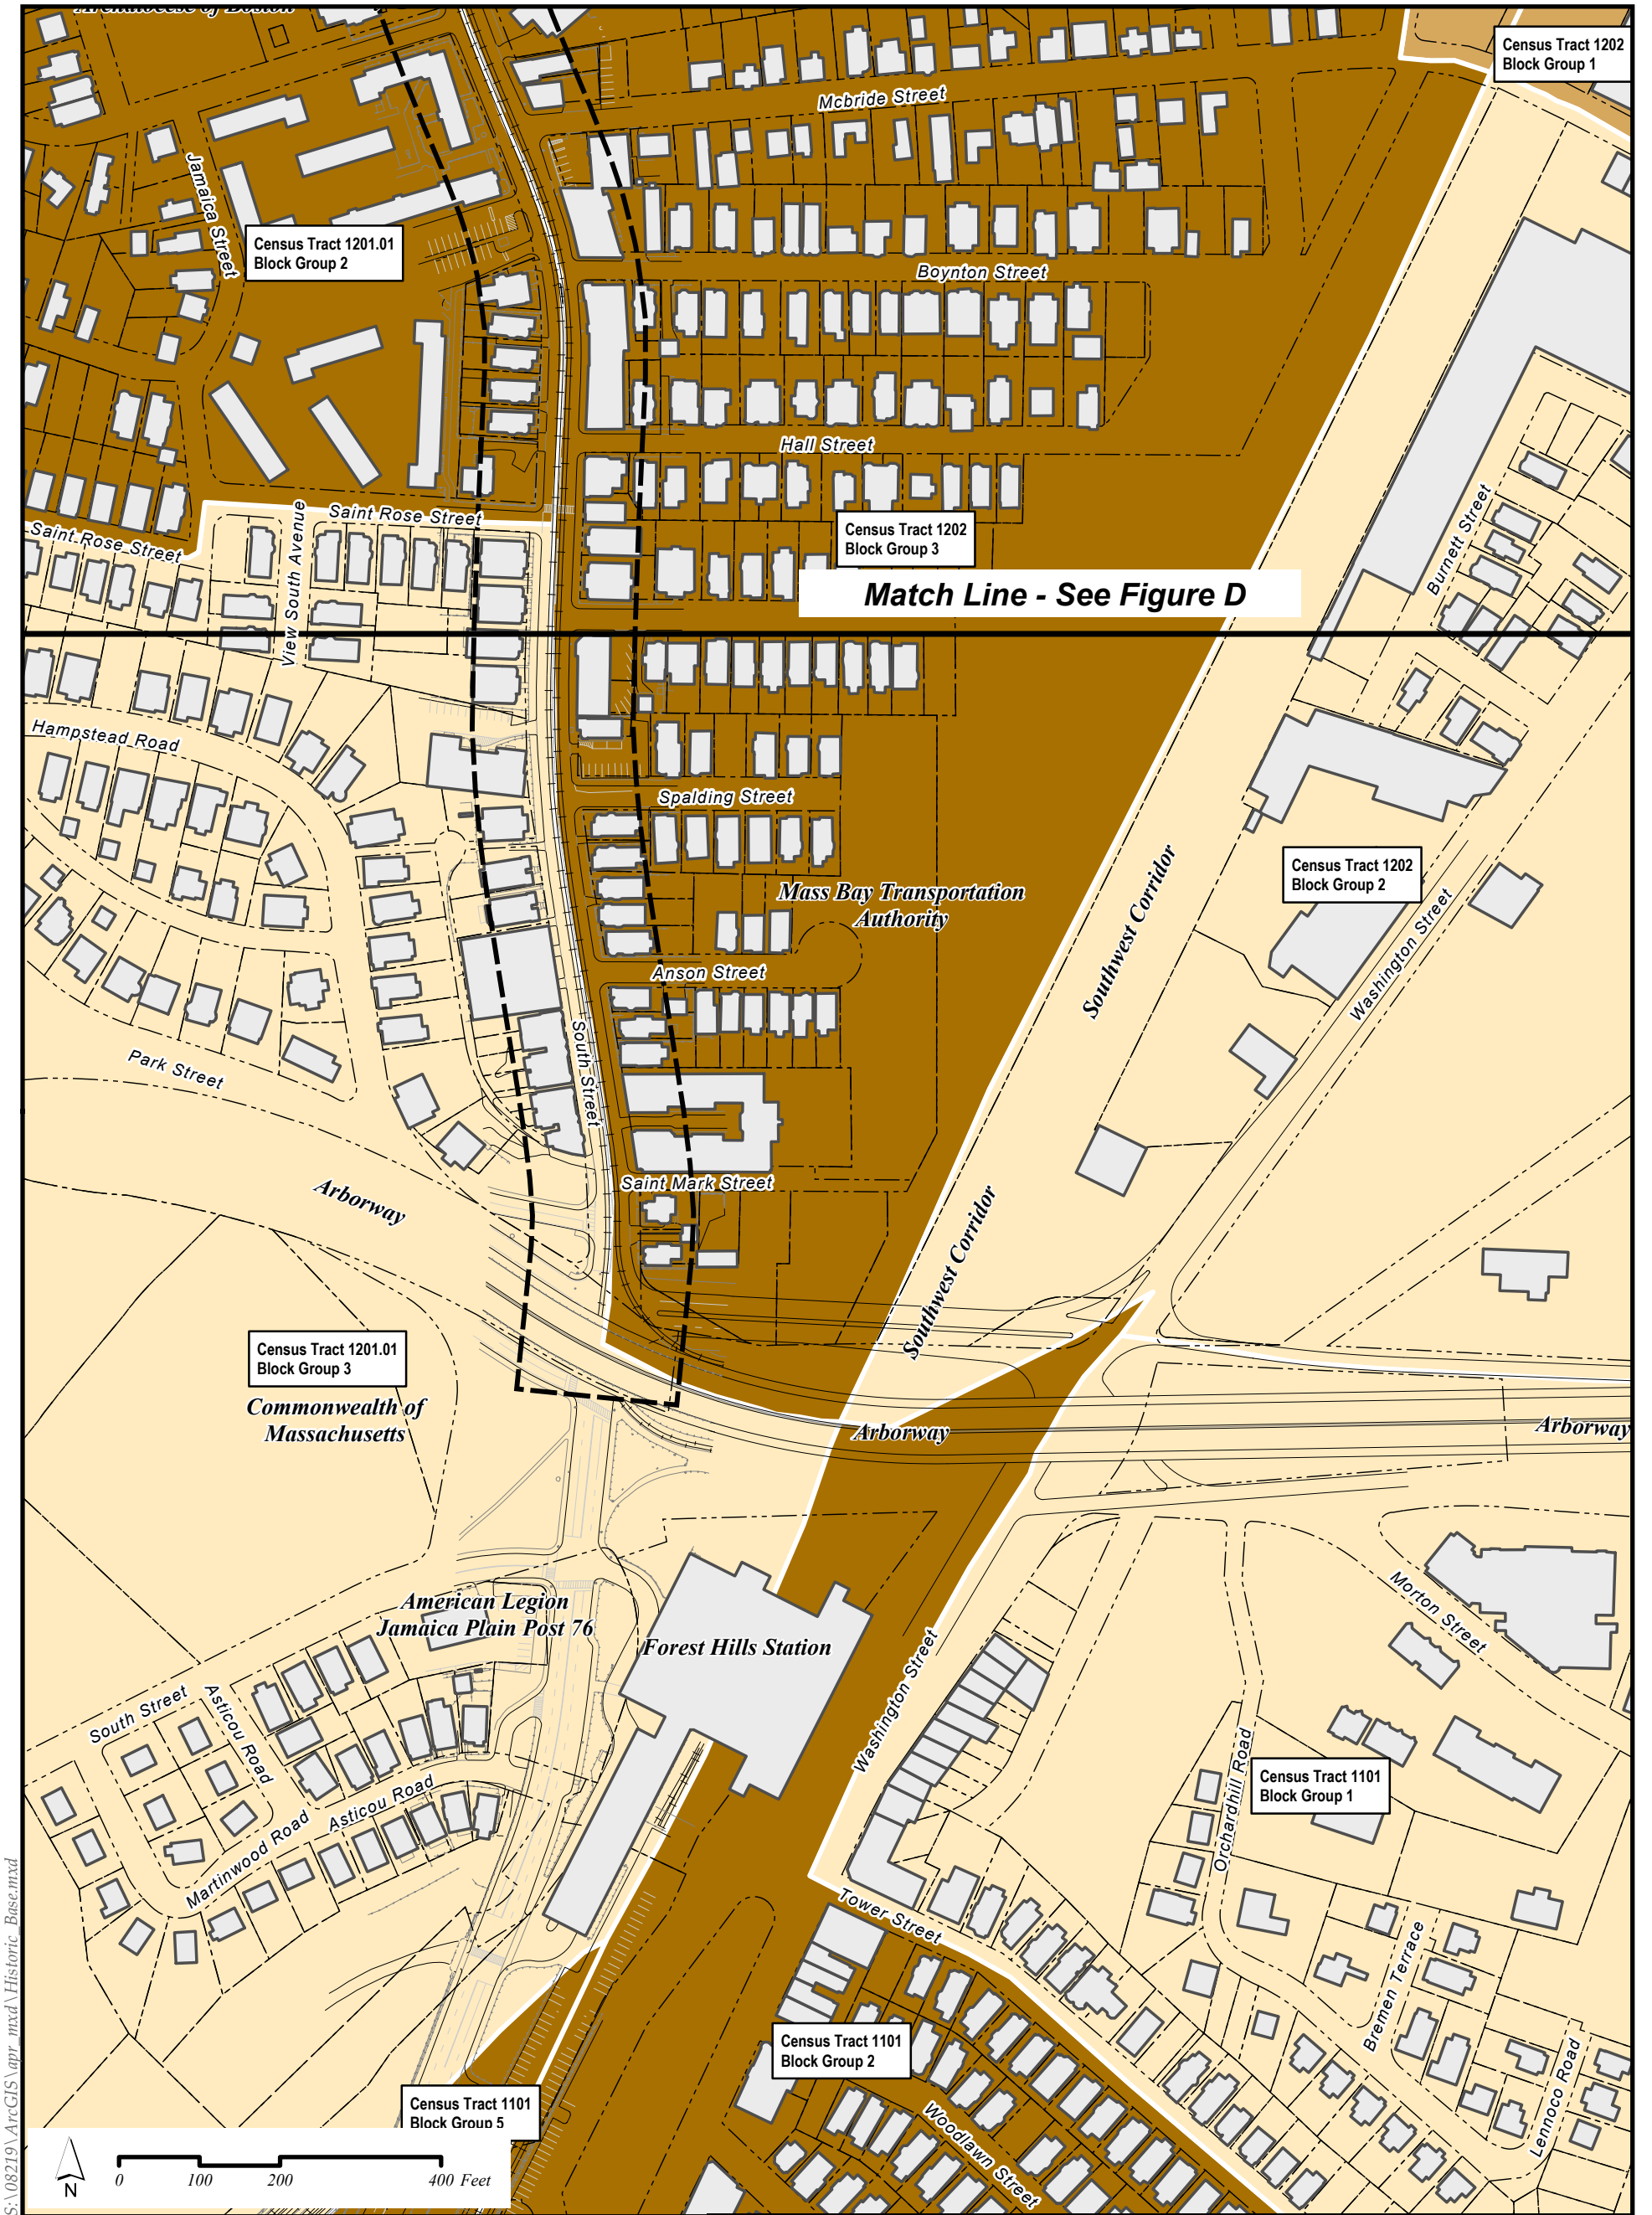 Archdiocese of Boston
Census Tract 1202
Block Group 1
Mcbride Street
Jamaica Street
Census Tract 1201.01
Block Group 2
Boynton Street
Hall Street
Burnett Street
View South Avenue
Saint Rose Street
Saint Rose Street
Census Tract 1202
Block Group 3
Match Line - See Figure D
Hampstead Road
Spalding Street
Census Tract 1202
Block Group 2
Mass Bay Transportation
Authority
Southwest Corridor
Washington Street
Anson Street
South Street
Park Street
Saint Mark Street
Arborway
Southwest Corridor
Census Tract 1201.01
Block Group 3
Commonwealth of
Massachusetts
Arborway
Arborway
American Legion
Jamaica Plain Post 76
Forest Hills Station
Morton Street
Washington Street
South Street
Asticou Road
Orchardhill Road
Census Tract 1101
Block Group 1
Asticou Road
Martinwood Road
Tower Street
Bremen Terrace
Census Tract 1101
Block Group 2
Lennoco Road
Census Tract 1101
Block Group 5
Woodlawn Street
N
0 100 200 400 Feet
S:\08219\ArcGIS\apr_mxd\Historic_Base.mxd